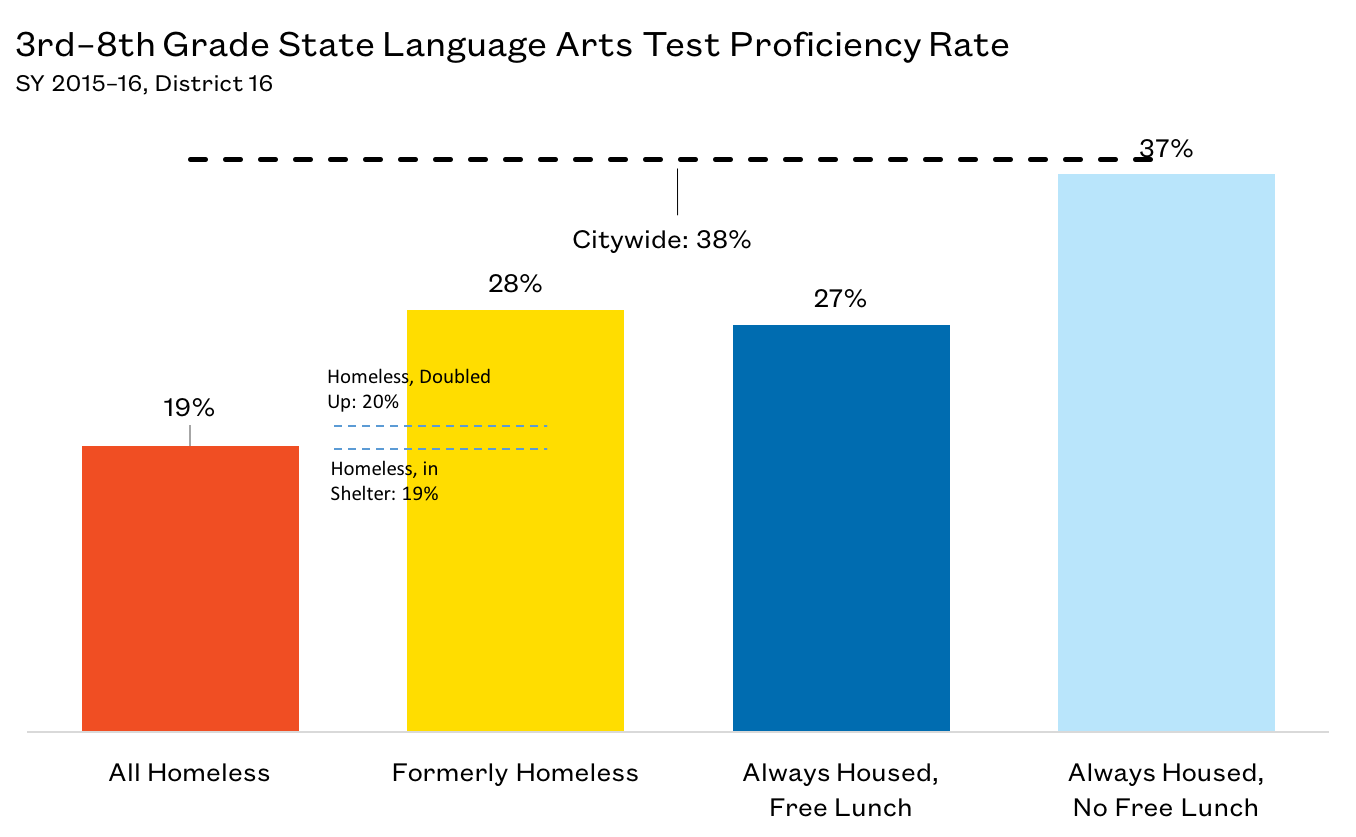 3rd–8th Grade State Language Arts Test Proficiency Rate
SY 2015–16, District 16
37%
Citywide: 38%
28%
27%
Homeless, Doubled
Up: 20%
19%
Homeless, in
Shelter: 19%
All Homeless
Formerly Homeless
Always Housed,
Free Lunch
Always Housed,
No Free Lunch